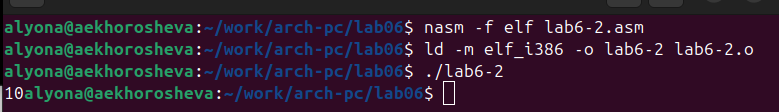 alyona@aekhorosheva:~/work/arch-pc/lab06$ nasm -f elf lab6-2.asm
alyona@aekhorosheva:~/work/arch-pc/lab06$ ld -m elf_i386 -o lab6-2 lab6-2.o
alyona@aekhorosheva:~/work/arch-pc/lab06$ ./lab6-2
10alyona@aekhorosheva:~/work/arch-pc/lab06$